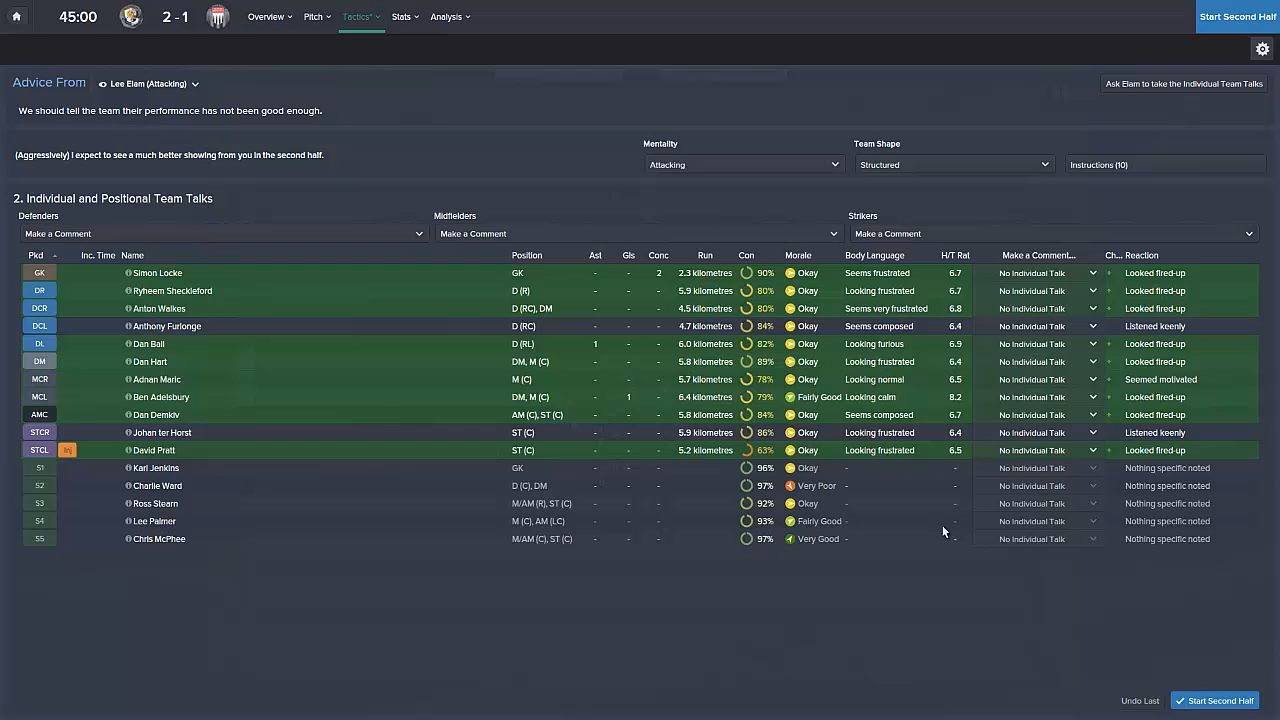 45:00 2 - 1 Overview Pitch Tactics* Stats Analysis Start Second Half
Advice From Lee Elam (Attacking) Ask Elam to take the Individual Team Talks
We should tell the team their performance has not been good enough.
Mentality Team Shape
(Aggressively) I expect to see a much better showing from you in the second half.
Attacking Structured Instructions (10)
2. Individual and Positional Team Talks
Defenders Midfielders Strikers
Make a Comment Make a Comment Make a Comment
Pkd Inc. Time Name Position Ast Gls Conc Run Con Morale Body Language H/T Rat Make a Comment... Ch... Reaction
GK Simon Locke GK - - 2 2.3 kilometres 90% Okay Seems frustrated 6.7 No Individual Talk Looked fired-up
DR Ryheem Sheckleford D (R) - - - 5.9 kilometres 80% Okay Looking frustrated 6.7 No Individual Talk Looked fired-up
DCR Anton Walkes D (RC), DM - - - 4.5 kilometres 80% Okay Seems very frustrated 6.8 No Individual Talk Looked fired-up
DCL Anthony Furlonge D (RC) - - - 4.7 kilometres 84% Okay Seems composed 6.4 No Individual Talk Listened keenly
DL Dan Ball D (RL) 1 - - 6.0 kilometres 82% Okay Looking furious 6.9 No Individual Talk Looked fired-up
DM Dan Hart DM, M (C) - - - 5.8 kilometres 89% Okay Looking frustrated 6.4 No Individual Talk Looked fired-up
MCR Adnan Maric M (C) - - - 5.7 kilometres 78% Okay Looking normal 6.5 No Individual Talk Seemed motivated
MCL Ben Adelsbury DM, M (C) - 1 - 6.4 kilometres 79% Fairly Good Looking calm 8.2 No Individual Talk Looked fired-up
AMC Dan Demkiv AM (C), ST (C) - - - 5.8 kilometres 84% Okay Seems composed 6.7 No Individual Talk Looked fired-up
STCR Johan ter Horst ST (C) - - - 5.9 kilometres 86% Okay Looking frustrated 6.4 No Individual Talk Listened keenly
STCL Inj David Pratt ST (C) - - - 5.2 kilometres 63% Okay Looking frustrated 6.5 No Individual Talk Looked fired-up
S1 Karl Jenkins GK - - - 96% Okay - - No Individual Talk Nothing specific noted
S2 Charlie Ward D (C), DM - - - 97% Very Poor - - No Individual Talk Nothing specific noted
S3 Ross Stearn M/AM (R), ST (C) - - - 92% Okay - - No Individual Talk Nothing specific noted
S4 Lee Palmer M (C), AM (LC) - - - 93% Fairly Good - - No Individual Talk Nothing specific noted
S5 Chris McPhee M/AM (C), ST (C) - - - 97% Very Good - - No Individual Talk Nothing specific noted
Undo Last Start Second Half